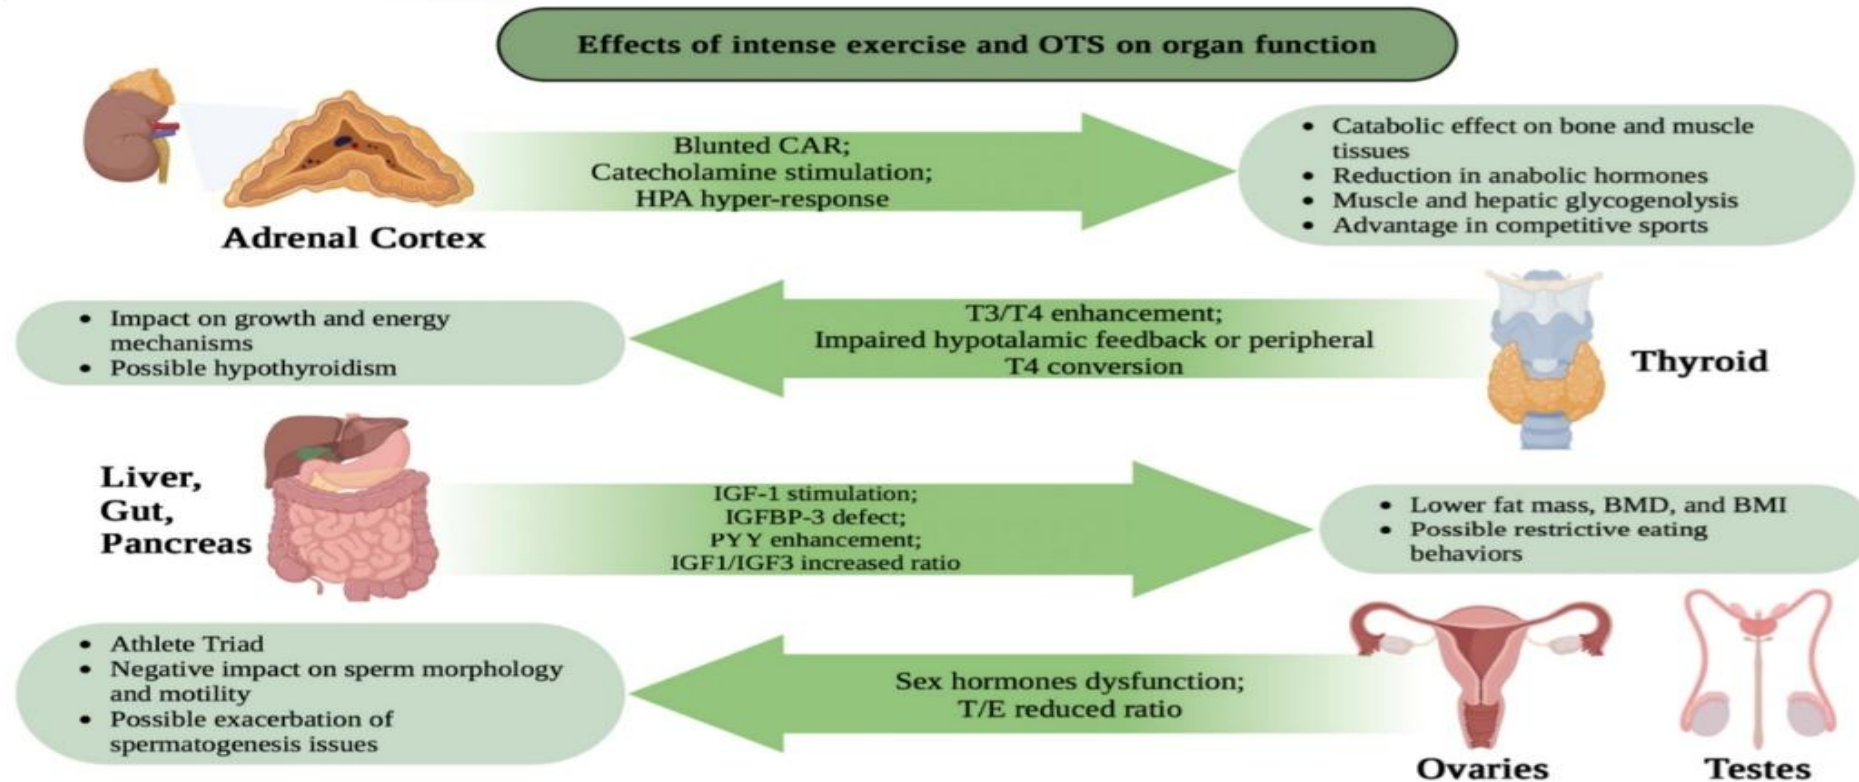 Effects of intense exercise and OTS on organ function
Adrenal Cortex
Blunted CAR;
Catecholamine stimulation;
HPA hyper-response
• Catabolic effect on bone and muscle
tissues
• Reduction in anabolic hormones
• Muscle and hepatic glycogenolysis
• Advantage in competitive sports
Thyroid
T3/T4 enhancement;
Impaired hypotalamic feedback or peripheral
T4 conversion
• Impact on growth and energy
mechanisms
• Possible hypothyroidism
Liver,
Gut,
Pancreas
IGF-1 stimulation;
IGFBP-3 defect;
PYY enhancement;
IGF1/IGF3 increased ratio
• Lower fat mass, BMD, and BMI
• Possible restrictive eating
behaviors
Ovaries
Testes
Sex hormones dysfunction;
T/E reduced ratio
• Athlete Triad
• Negative impact on sperm morphology
and motility
• Possible exacerbation of
spermatogenesis issues